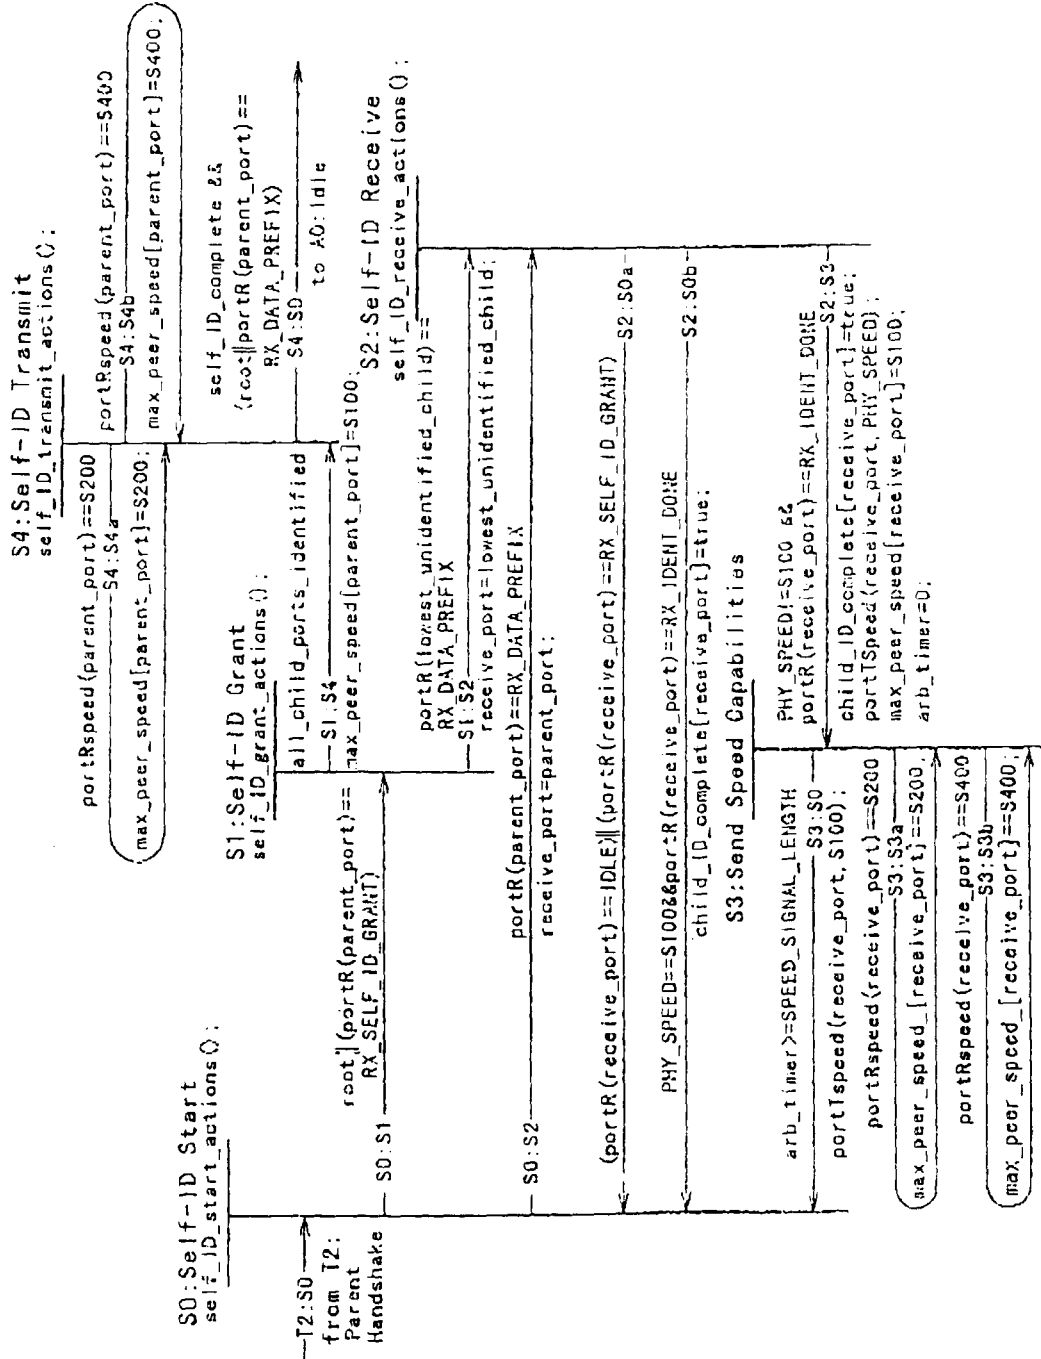 S0:Self-ID Start
self_ID_start_actions();
T2:S0
from T2:
Parent
Handshake
S0:S1
root||(portR(parent_port)==
RX_SELF_ID_GRANT)
S0:S2
portR(parent_port)==RX_DATA_PREFIX
receive_port=parent_port;
S1:Self-ID Grant
self_ID_grant_actions();
all_child_ports_identified
S1:S4
max_peer_speed[parent_port]=S100;
portR(lowest_unidentified_child)==
RX_DATA_PREFIX
S1:S2
receive_port=lowest_unidentified_child;
S4:Self-ID Transmit
self_ID_transmit_actions();
portRspeed(parent_port)==S200
S4:S4a
max_peer_speed[parent_port]=S200;
portRspeed(parent_port)==S400
S4:S4b
max_peer_speed[parent_port]=S400;
self_ID_complete &&
(root||portR(parent_port)==
RX_DATA_PREFIX)
S4:S0
to A0:Idle
S2:Self-ID Receive
self_ID_receive_actions();
(portR(receive_port)==IDLE)||(portR(receive_port)==RX_SELF_ID_GRANT)
S2:S0a
PHY_SPEED==S100&&portR(receive_port)==RX_IDENT_DONE
S2:S0b
child_ID_complete[receive_port]=true;
PHY_SPEED!=S100 &&
portR(receive_port)==RX_IDENT_DONE
S2:S3
child_ID_complete[receive_port]=true;
portTSpeed(receive_port,PHY_SPEED);
max_peer_speed[receive_port]=S100;
arb_timer=0;
S3:Send Speed Capabilities
arb_timer>=SPEED_SIGNAL_LENGTH
S3:S0
portTspeed(receive_port,S100);
portRspeed(receive_port)==S200
S3:S3a
max_peer_speed_[receive_port]==S200;
portRspeed(receive_port)==S400
S3:S3b
max_peer_speed_[receive_port]==S400;